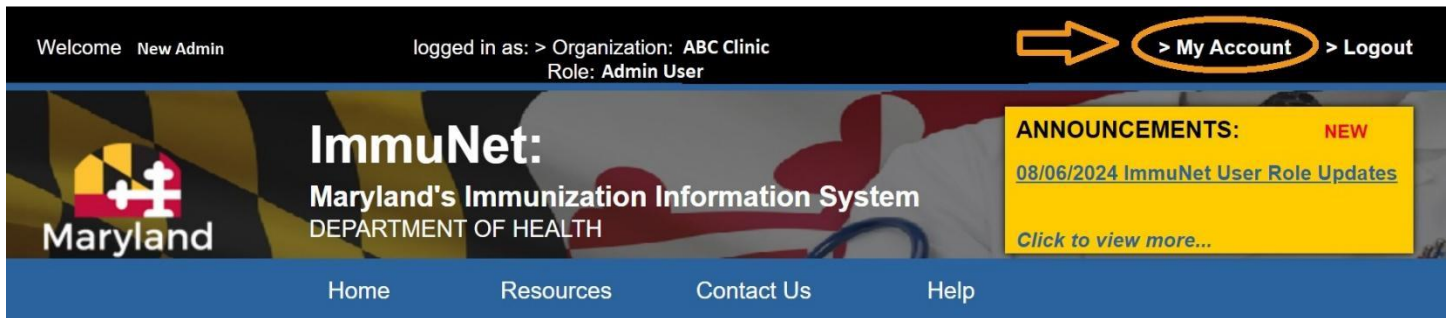 Welcome New Admin
logged in as: > Organization: ABC Clinic
Role: Admin User
> My Account > Logout
Maryland
ImmuNet:
Maryland's Immunization Information System
DEPARTMENT OF HEALTH
ANNOUNCEMENTS: NEW
08/06/2024 ImmuNet User Role Updates
Click to view more...
Home Resources Contact Us Help